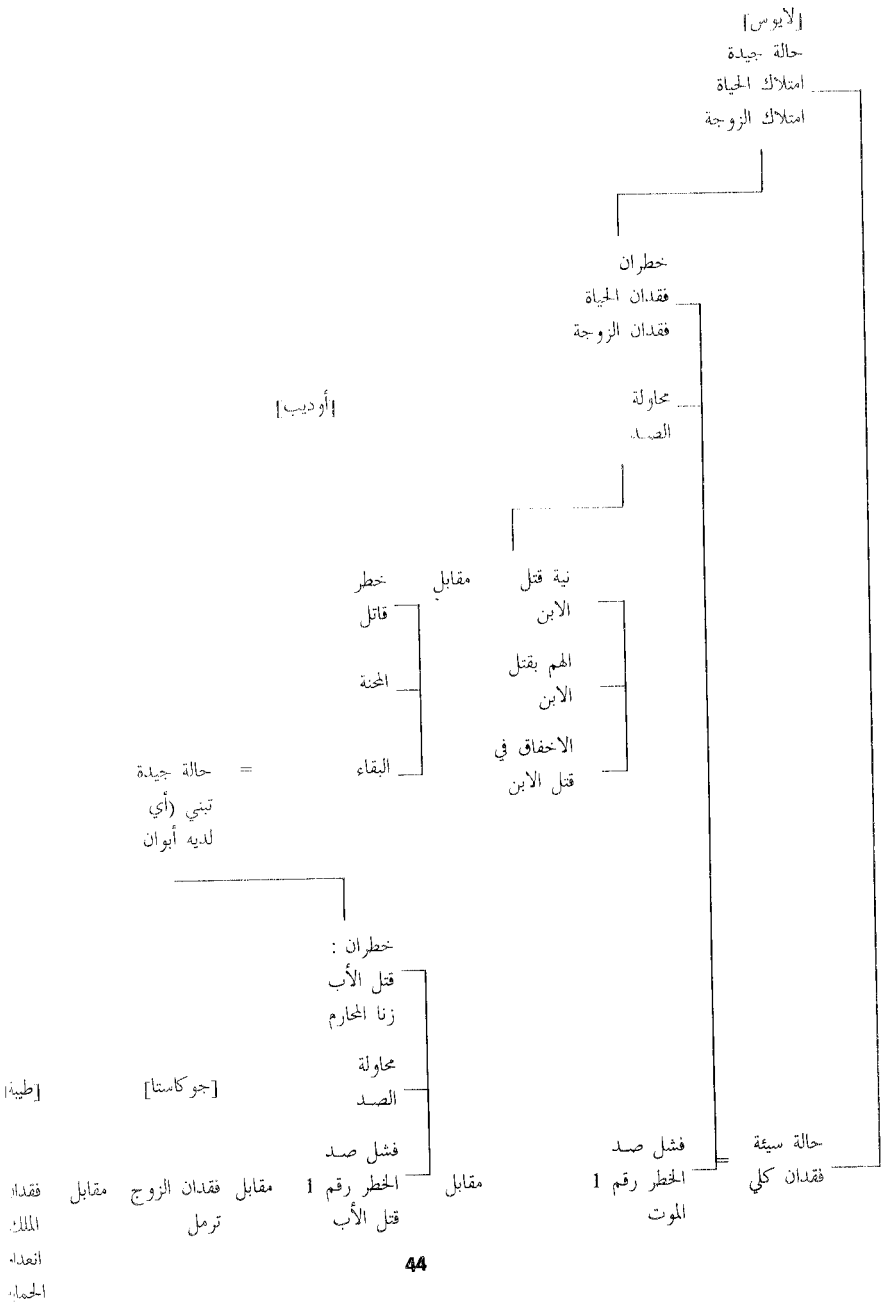 [لايوس]
حالة جيدة
امتلاك الحياة
امتلاك الزوجة
خطران
فقدان الحياة
فقدان الزوجة
محاولة
الصد
[أوديب]
نية قتل مقابل خطر
الابن قاتل
الهم بقتل المحنة
الابن
الاخفاق في البقاء = حالة جيدة
قتل الابن تبني (أي
لديه أبوان
خطران :
قتل الأب
زنا المحارم
محاولة
الصد [جوكاستا] [طيبة]
حالة سيئة = فشل صد فشل صد
فقدان كلي الخطر رقم 1 مقابل الخطر رقم 1 مقابل فقدان الزوج مقابل
الموت قتل الأب ترمل الملك
44